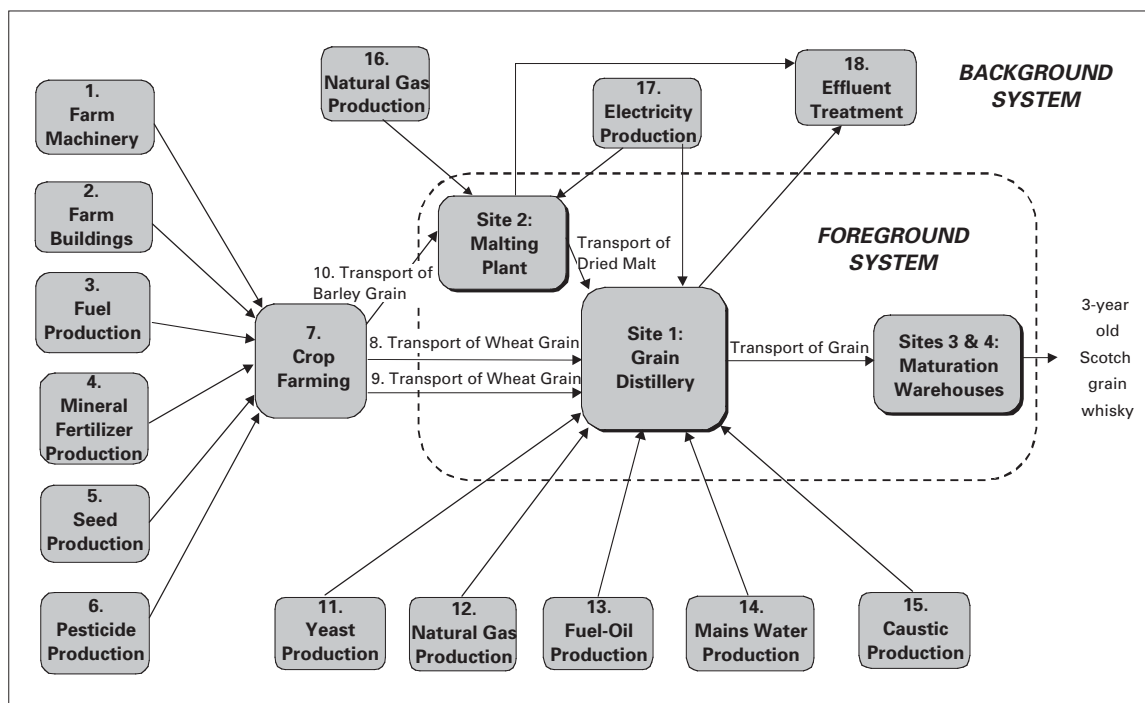 1.
Farm
Machinery
2.
Farm
Buildings
3.
Fuel
Production
4.
Mineral
Fertilizer
Production
5.
Seed
Production
6.
Pesticide
Production
7.
Crop
Farming
16.
Natural Gas
Production
17.
Electricity
Production
18.
Effluent
Treatment
BACKGROUND
SYSTEM
Site 2:
Malting
Plant
Transport of
Dried Malt
FOREGROUND
SYSTEM
10. Transport of
Barley Grain
8. Transport of Wheat Grain
9. Transport of Wheat Grain
Site 1:
Grain
Distillery
Transport of Grain
Sites 3 & 4:
Maturation
Warehouses
3-year
old
Scotch
grain
whisky
11.
Yeast
Production
12.
Natural Gas
Production
13.
Fuel-Oil
Production
14.
Mains Water
Production
15.
Caustic
Production